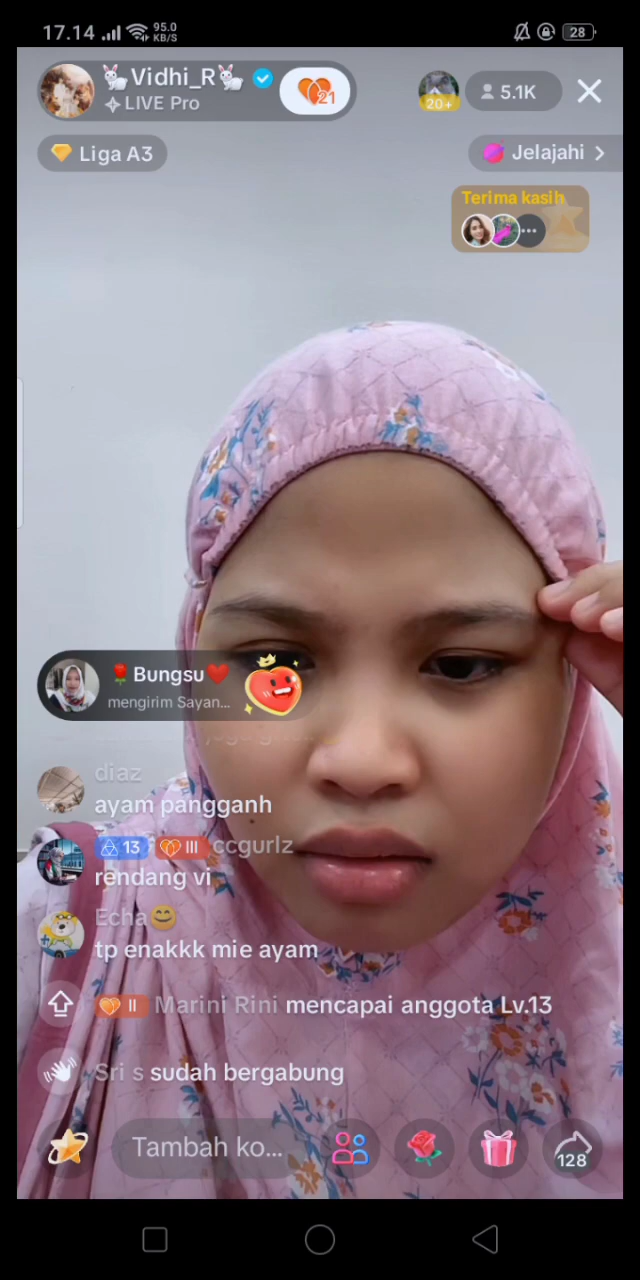 17.14
95.0
KB/S
28
Vidhi_R
LIVE Pro
21
20+
5.1K
Liga A3
Jelajahi
Terima kasih
Bungsu
mengirim Sayan...
diaz
ayam pangganh
13 III ccgurlz
rendang vi
Echa
tp enakkk mie ayam
II Marini Rini mencapai anggota Lv.13
Sri s sudah bergabung
Tambah ko...
128